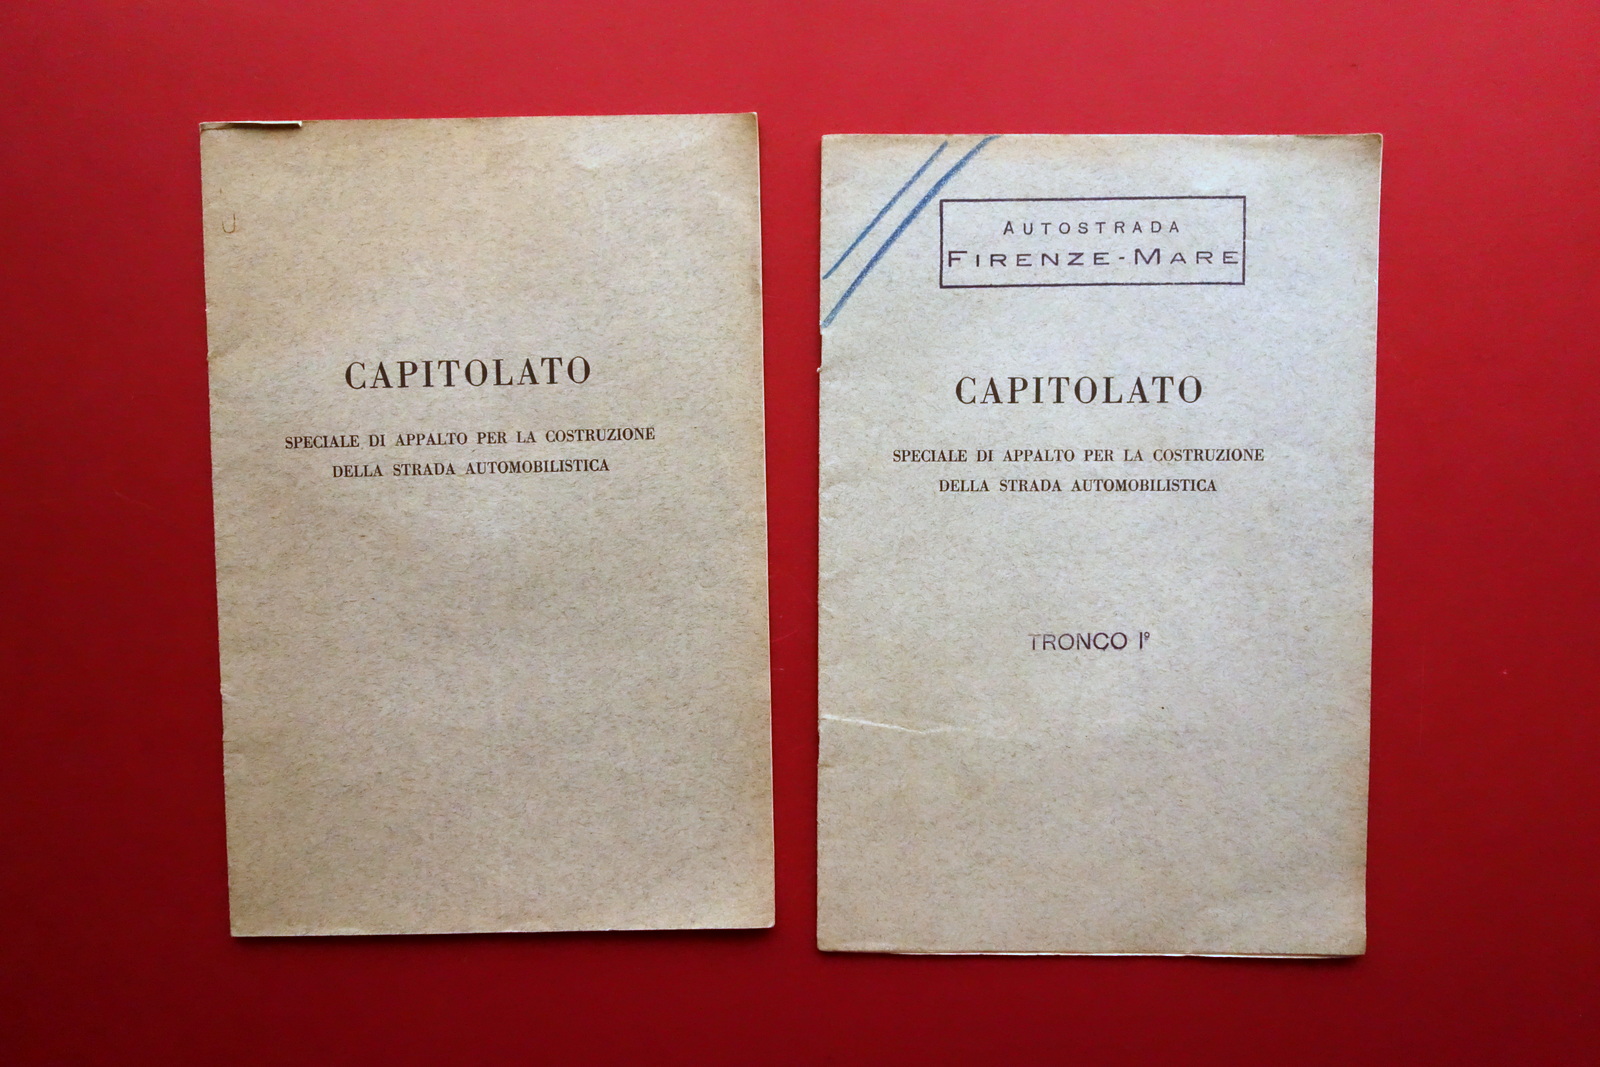 CAPITOLATO
SPECIALE DI APPALTO PER LA COSTRUZIONE
DELLA STRADA AUTOMOBILISTICA
AUTOSTRADA
FIRENZE-MARE
CAPITOLATO
SPECIALE DI APPALTO PER LA COSTRUZIONE
DELLA STRADA AUTOMOBILISTICA
TRONCO Iº